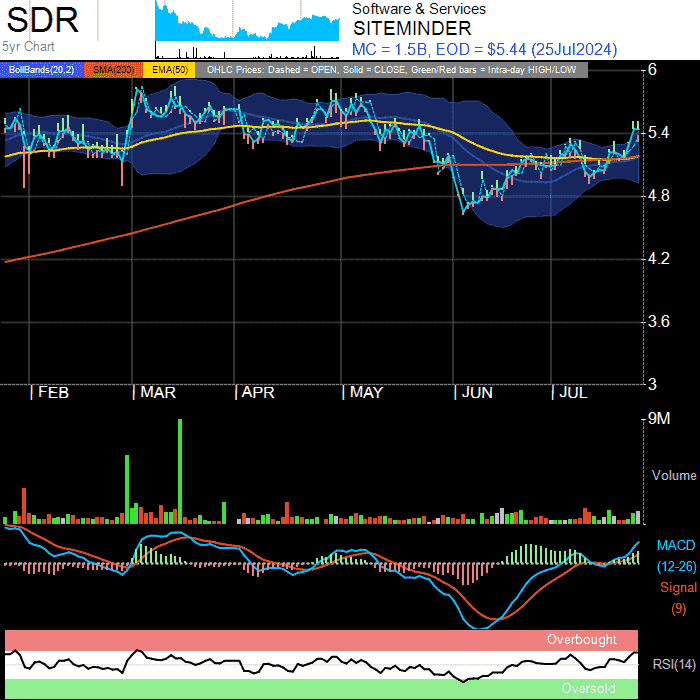 SDR
5yr Chart
Software & Services
SITEMINDER
MC = 1.5B, EOD = $5.44 (25Jul2024)
BollBands(20,2) SMA(200) EMA(50) OHLC Prices: Dashed = OPEN, Solid = CLOSE, Green/Red bars = Intra-day HIGH/LOW
6
5.4
4.8
4.2
3.6
3
FEB MAR APR MAY JUN JUL
9M
Volume
MACD
(12-26)
Signal
(9)
Overbought
RSI(14)
Oversold